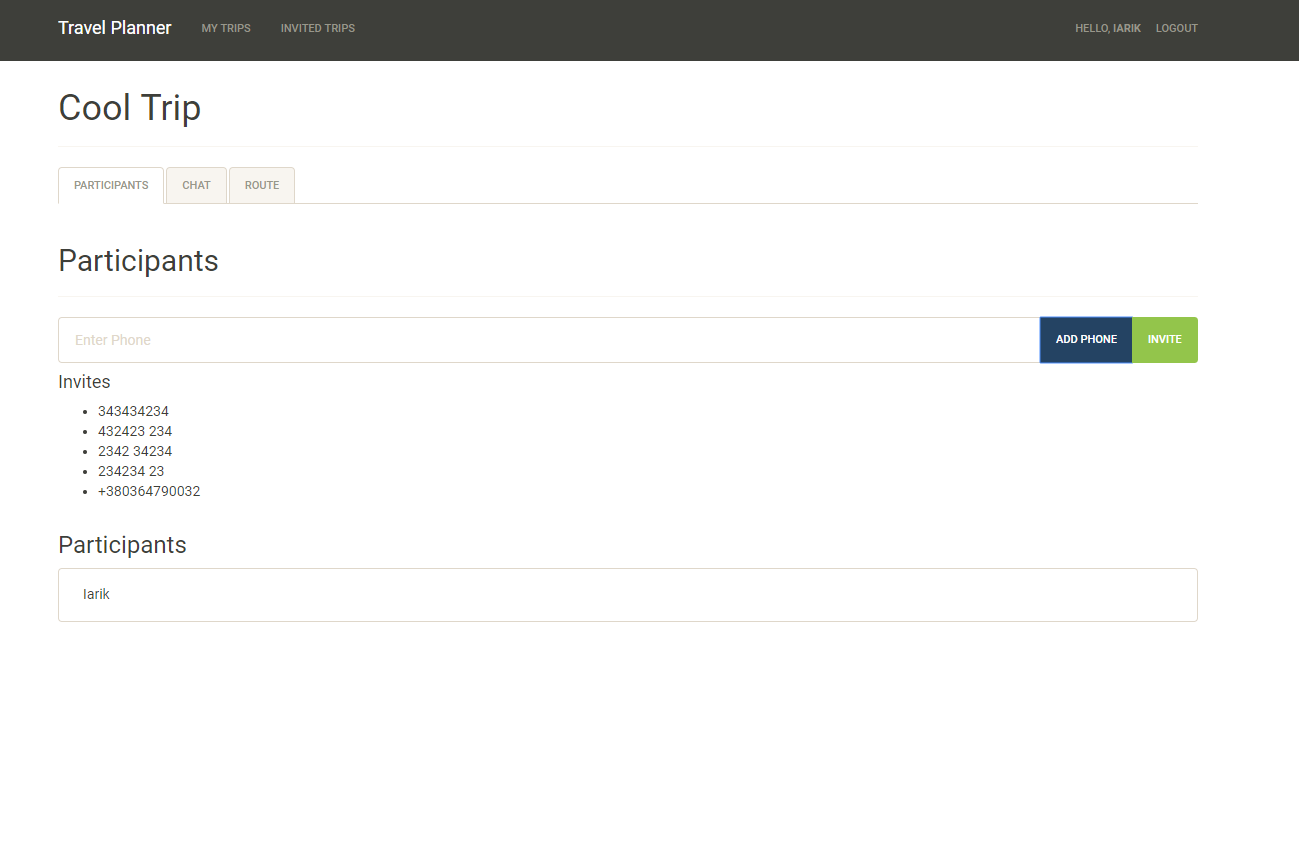 Travel Planner MY TRIPS INVITED TRIPS HELLO, IARIK LOGOUT
Cool Trip
PARTICIPANTS CHAT ROUTE
Participants
Enter Phone ADD PHONE INVITE
Invites
343434234
432423 234
2342 34234
234234 23
+380364790032
Participants
Iarik